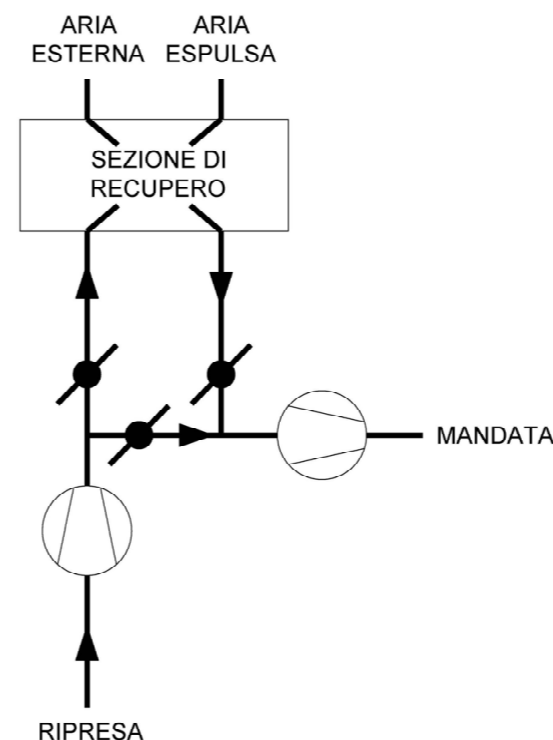 ARIA
ESTERNA
ARIA
ESPULSA
SEZIONE DI
RECUPERO
MANDATA
RIPRESA